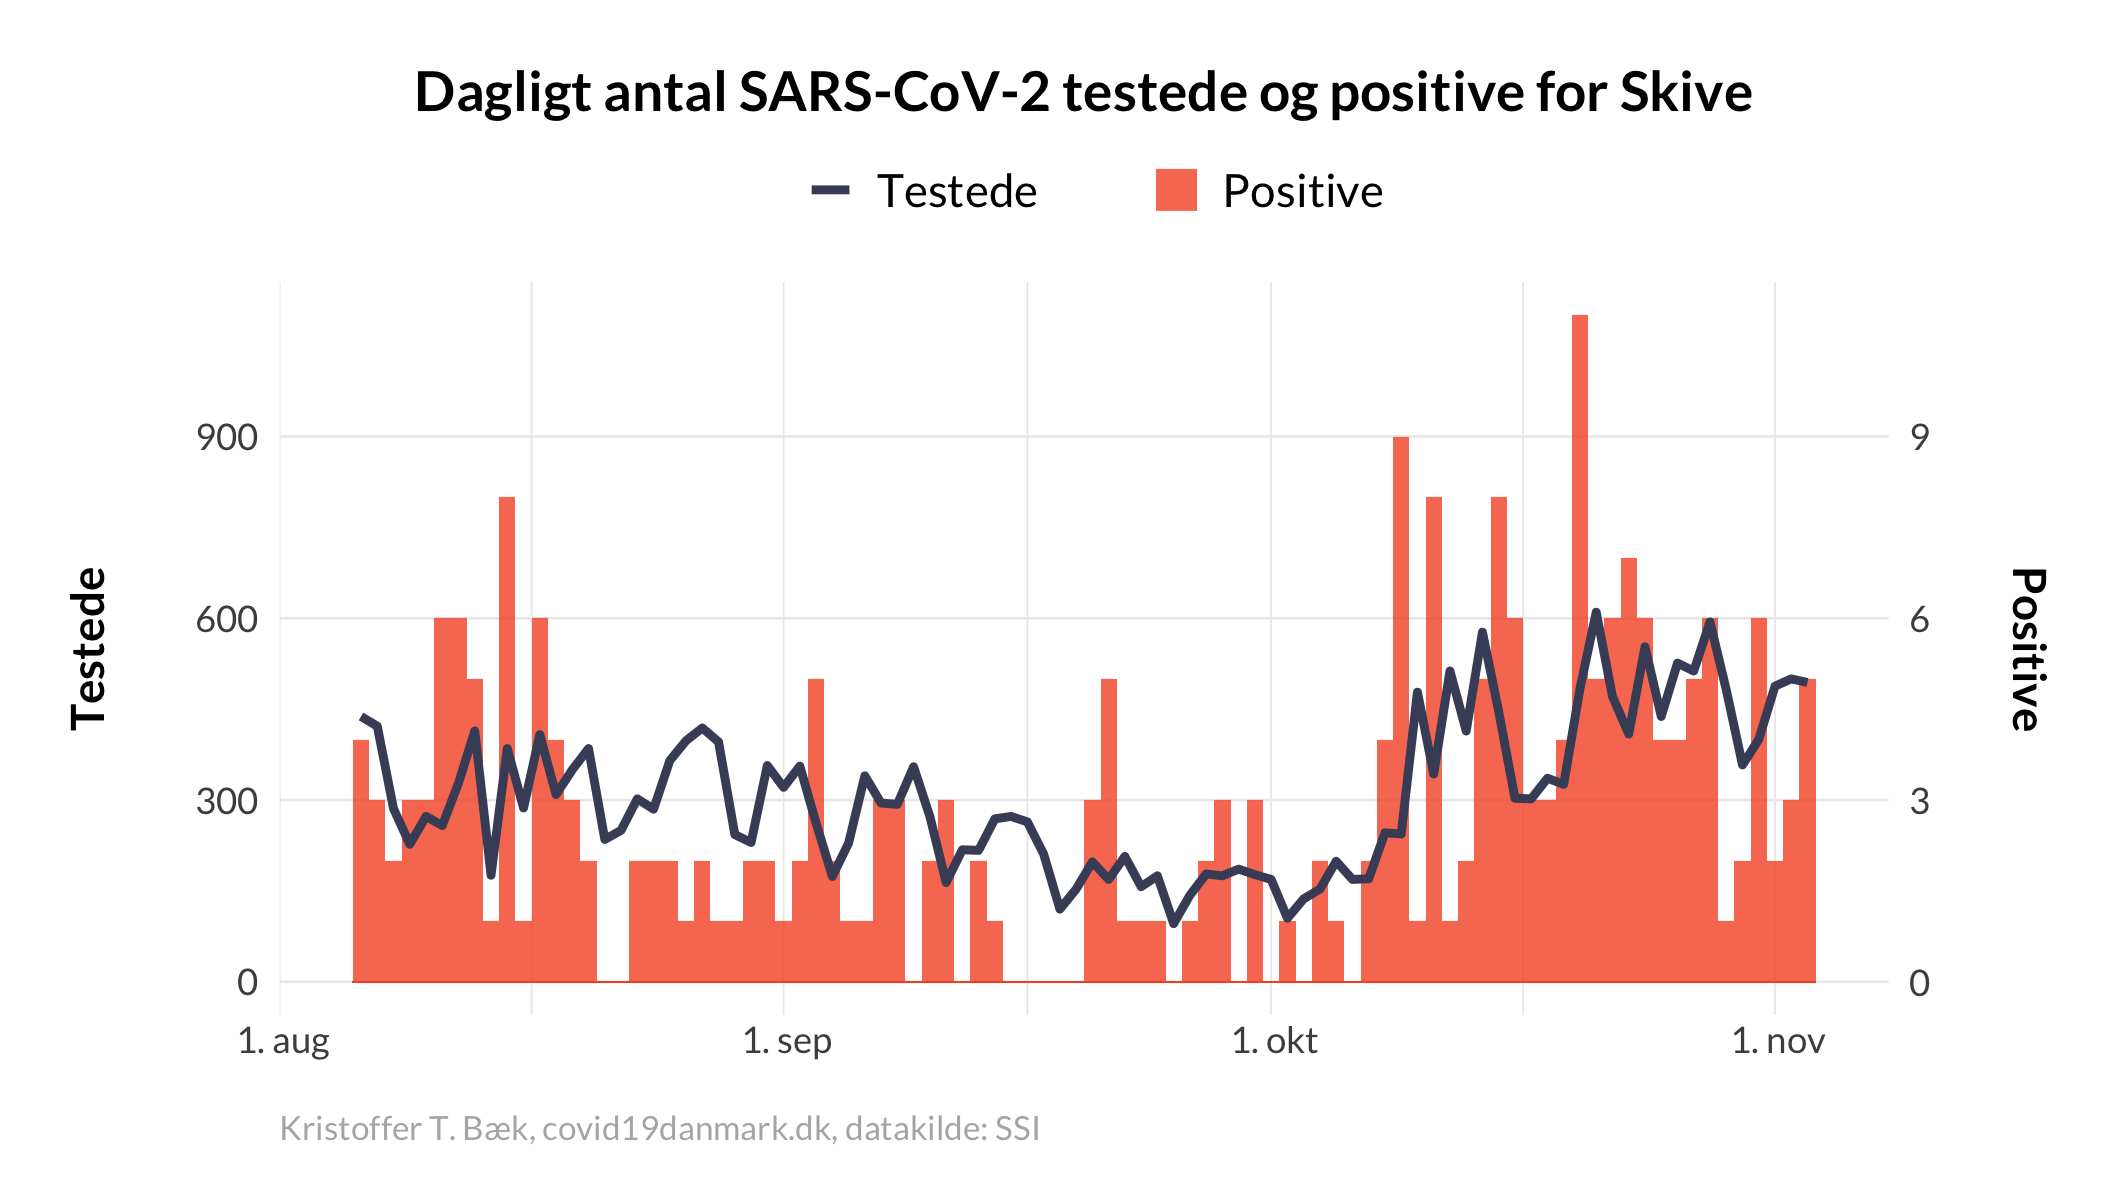 Dagligt antal SARS-CoV-2 testede og positive for Skive
Testede
Positive
900
600
300
0
9
6
3
0
Testede
Positive
1. aug
1. sep
1. okt
1. nov
Kristoffer T. Bæk, covid19danmark.dk, datakilde: SSI